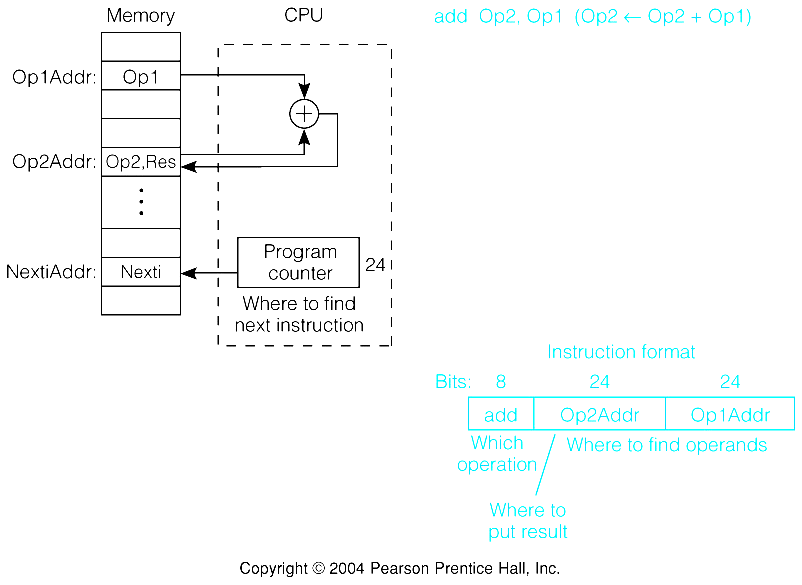 Memory
CPU
add Op2, Op1 (Op2 ← Op2 + Op1)
Op1Addr:
Op1
+
Op2Addr:
Op2,Res
NextiAddr:
Nexti
Program
counter
24
Where to find
next instruction
Instruction format
Bits: 8 24 24
add Op2Addr Op1Addr
Which
operation
Where to find operands
Where to
put result
Copyright © 2004 Pearson Prentice Hall, Inc.